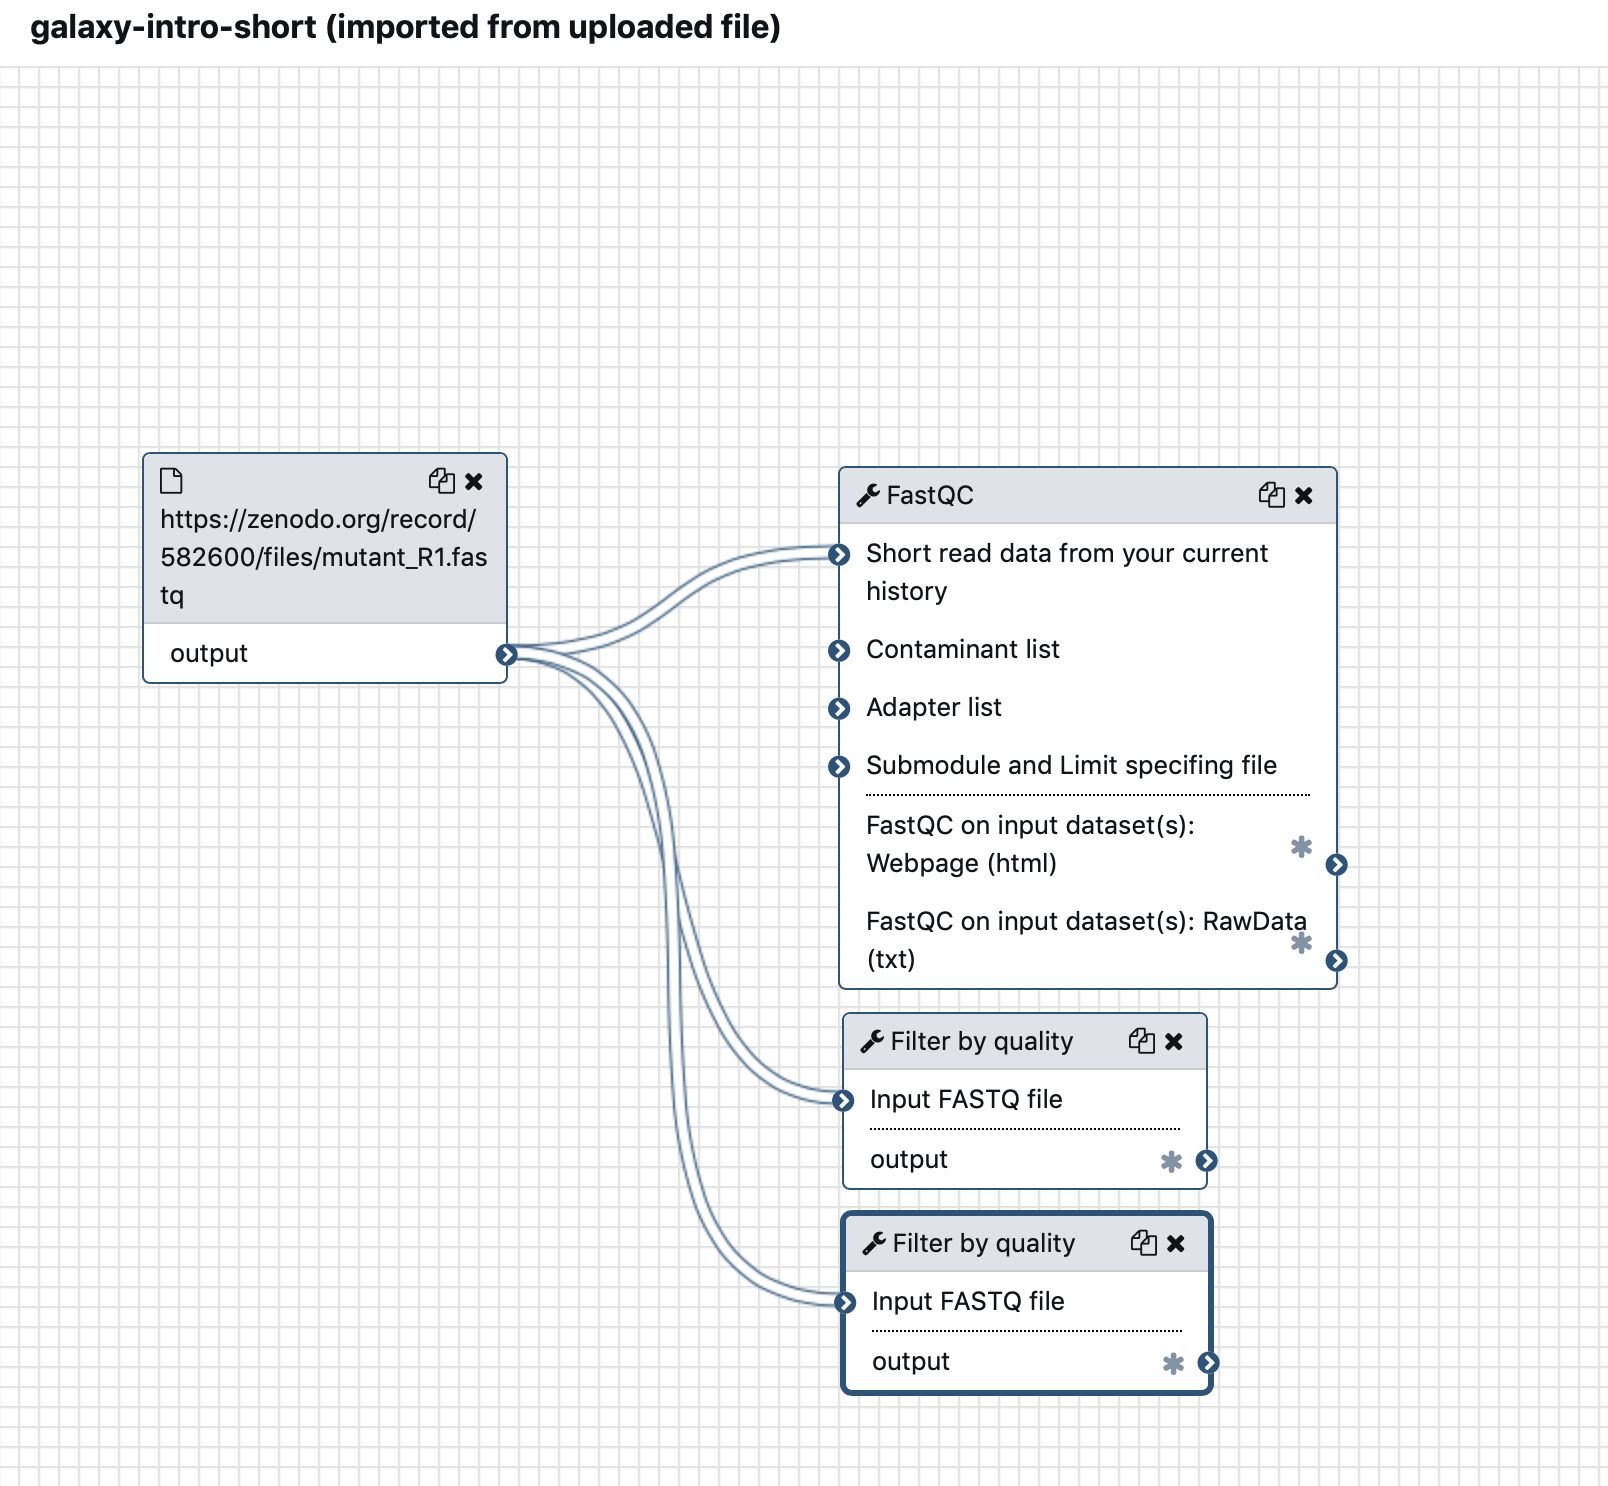 galaxy-intro-short (imported from uploaded file)
https://zenodo.org/record/
582600/files/mutant_R1.fas
tq
output
FastQC
Short read data from your current
history
Contaminant list
Adapter list
Submodule and Limit specifing file
FastQC on input dataset(s):
Webpage (html)
FastQC on input dataset(s): RawData
(txt)
Filter by quality
Input FASTQ file
output
Filter by quality
Input FASTQ file
output